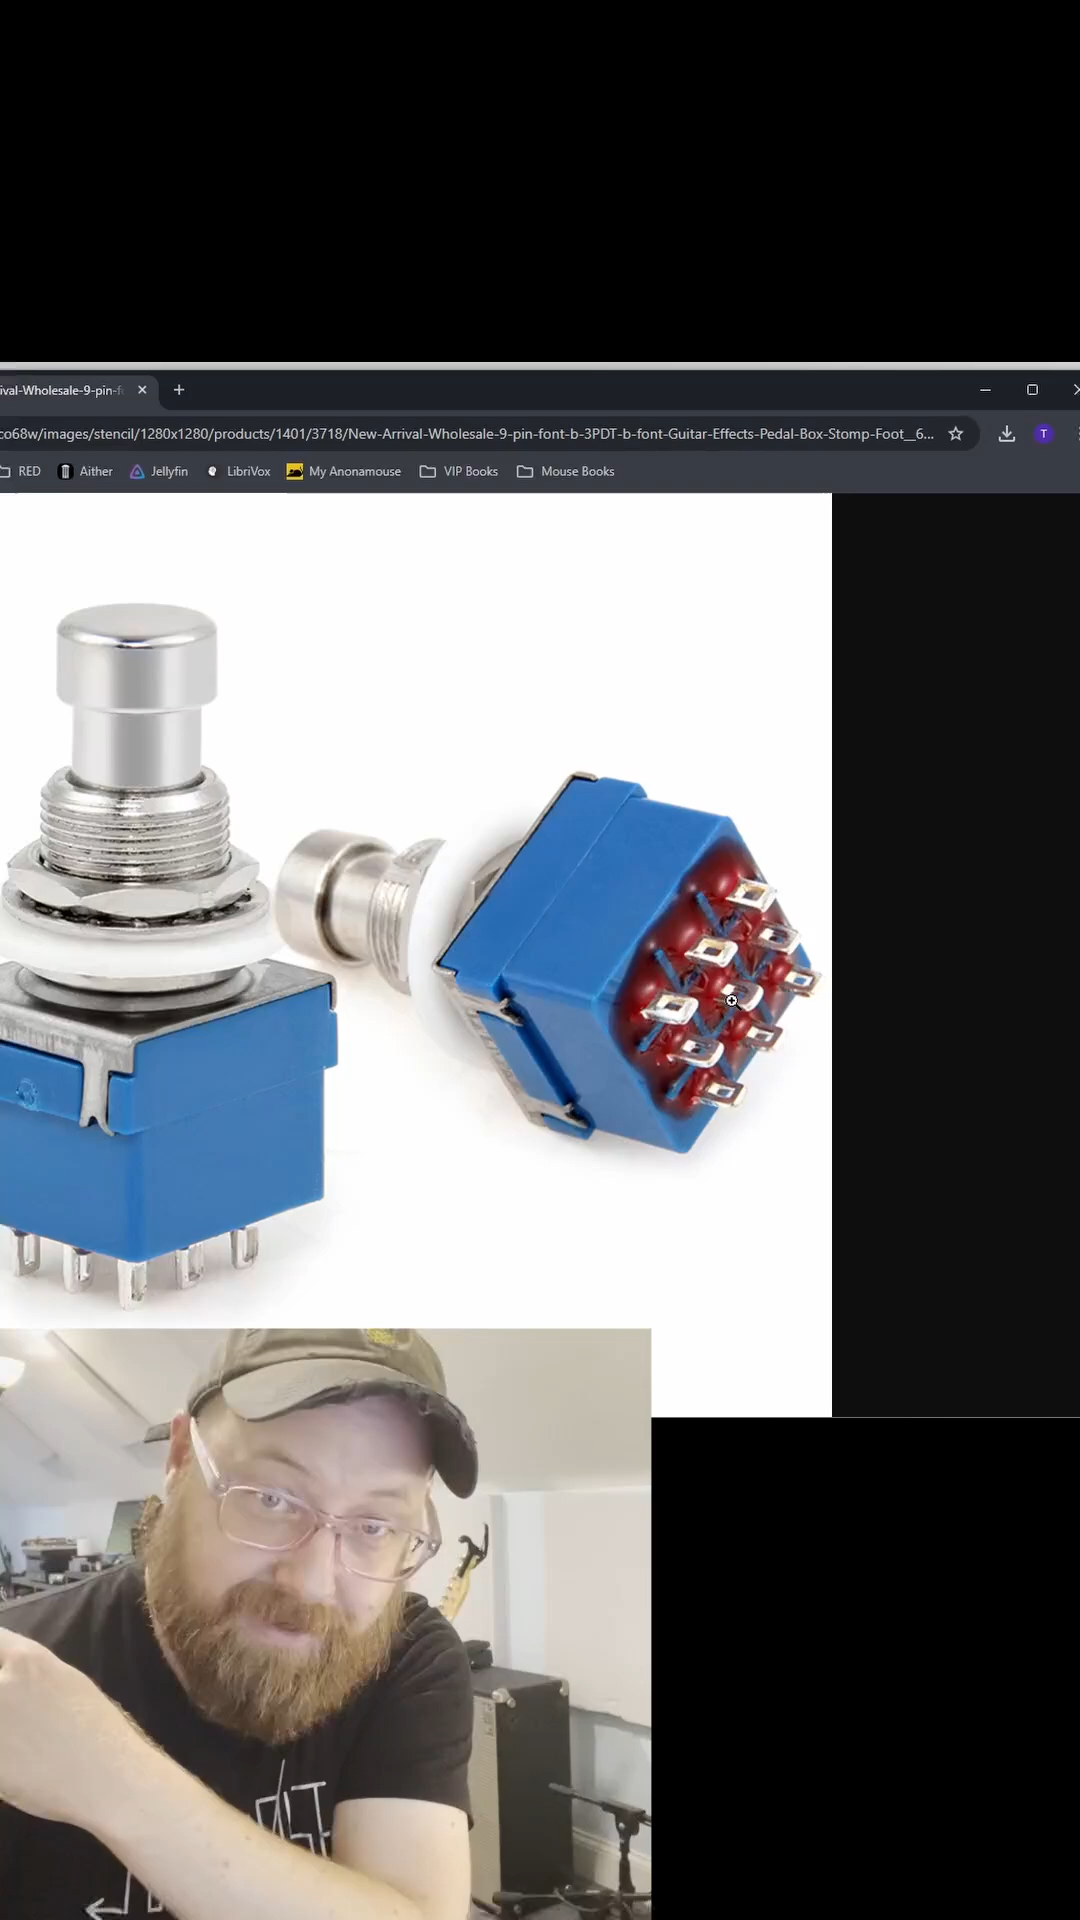 ival-Wholesale-9-pin-f
co68w/images/stencil/1280x1280/products/1401/3718/New-Arrival-Wholesale-9-pin-font-b-3PDT-b-font-Guitar-Effects-Pedal-Box-Stomp-Foot__6...
T
RED
Aither
Jellyfin
LibriVox
My Anonamouse
VIP Books
Mouse Books